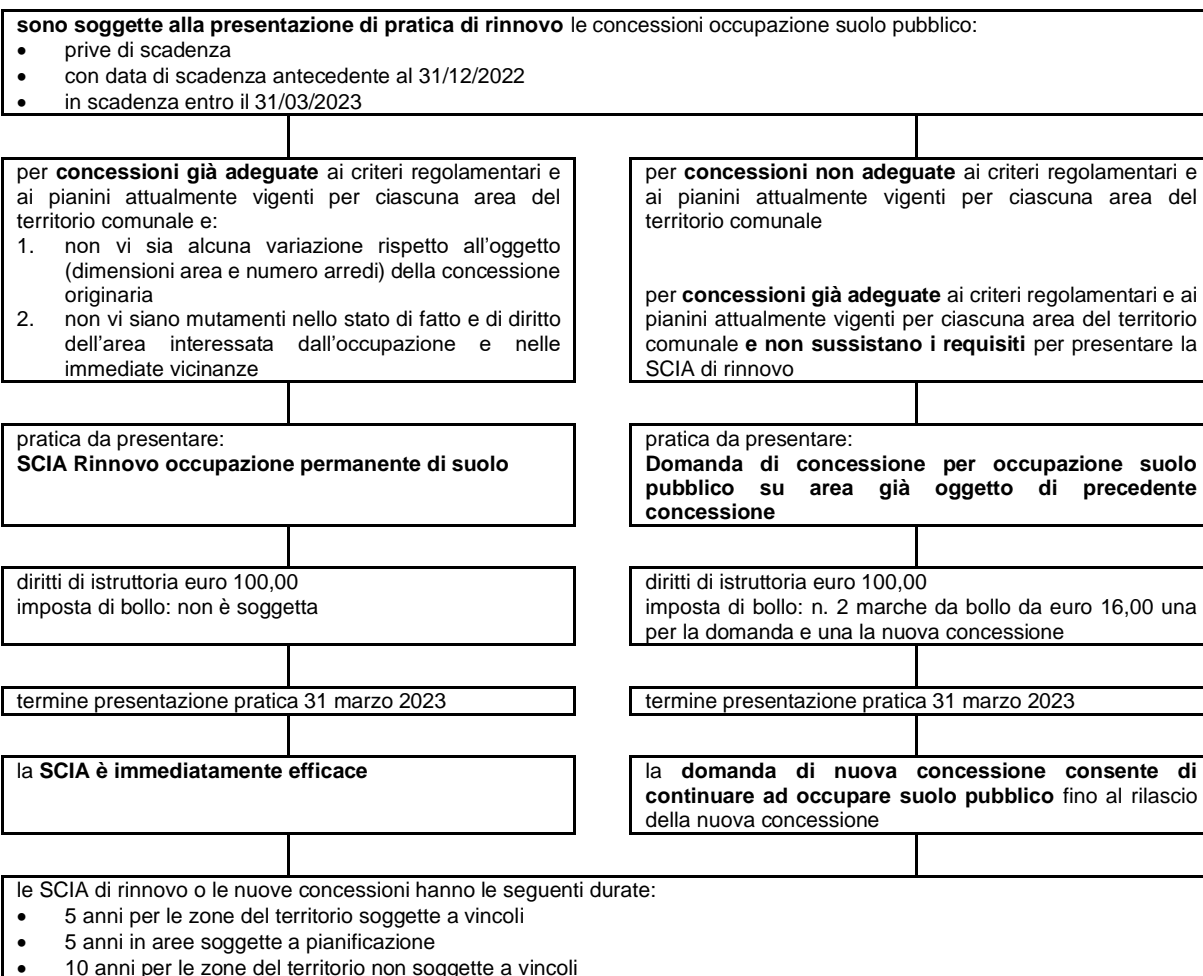 sono soggette alla presentazione di pratica di rinnovo le concessioni occupazione suolo pubblico:
• prive di scadenza
• con data di scadenza antecedente al 31/12/2022
• in scadenza entro il 31/03/2023
per concessioni già adeguate ai criteri regolamentari e
ai pianini attualmente vigenti per ciascuna area del
territorio comunale e:
1. non vi sia alcuna variazione rispetto all'oggetto
(dimensioni area e numero arredi) della concessione
originaria
2. non vi siano mutamenti nello stato di fatto e di diritto
dell'area interessata dall'occupazione e nelle
immediate vicinanze
per concessioni non adeguate ai criteri regolamentari e
ai pianini attualmente vigenti per ciascuna area del
territorio comunale
per concessioni già adeguate ai criteri regolamentari e ai
pianini attualmente vigenti per ciascuna area del territorio
comunale e non sussistano i requisiti per presentare la
SCIA di rinnovo
pratica da presentare:
SCIA Rinnovo occupazione permanente di suolo
pratica da presentare:
Domanda di concessione per occupazione suolo
pubblico su area già oggetto di precedente
concessione
diritti di istruttoria euro 100,00
imposta di bollo: non è soggetta
diritti di istruttoria euro 100,00
imposta di bollo: n. 2 marche da bollo da euro 16,00 una
per la domanda e una la nuova concessione
termine presentazione pratica 31 marzo 2023
termine presentazione pratica 31 marzo 2023
la SCIA è immediatamente efficace
la domanda di nuova concessione consente di
continuare ad occupare suolo pubblico fino al rilascio
della nuova concessione
le SCIA di rinnovo o le nuove concessioni hanno le seguenti durate:
• 5 anni per le zone del territorio soggette a vincoli
• 5 anni in aree soggette a pianificazione
• 10 anni per le zone del territorio non soggette a vincoli